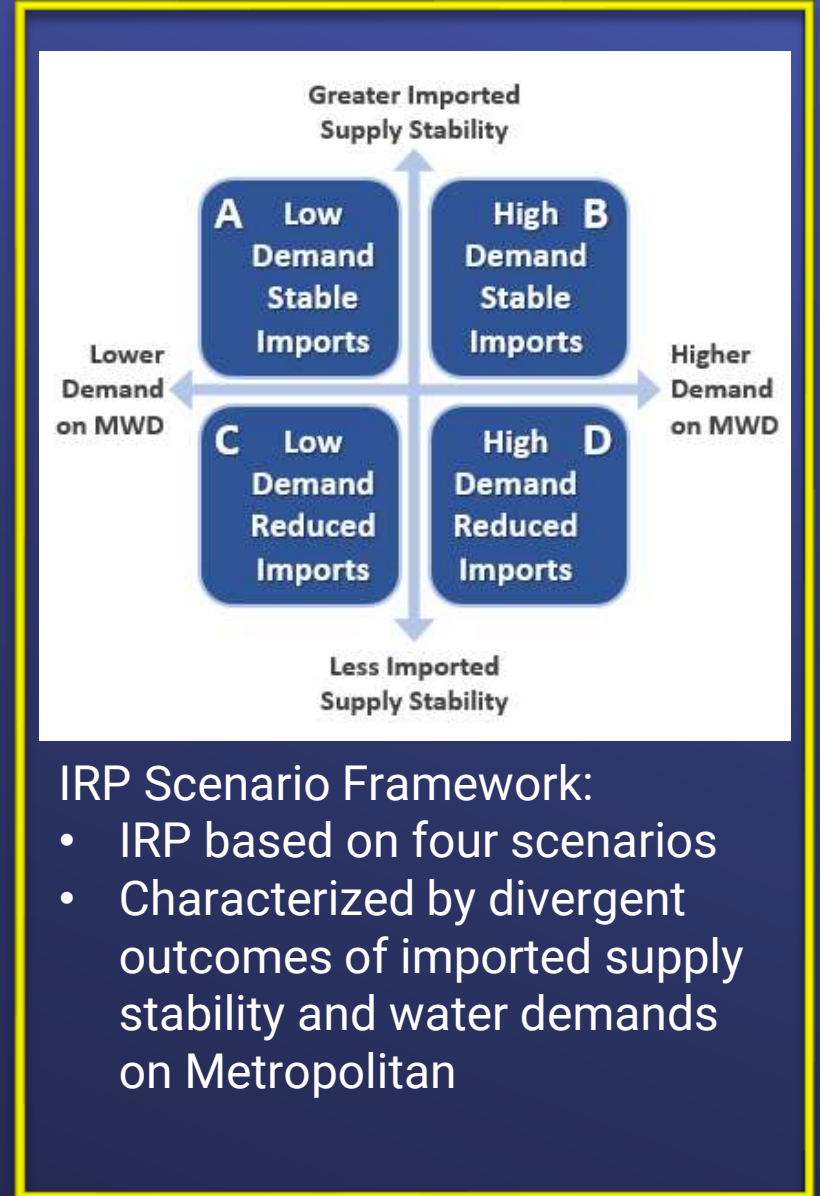 Greater Imported
Supply Stability
A Low
Demand
Stable
Imports
High B
Demand
Stable
Imports
Lower
Demand
on MWD
Higher
Demand
on MWD
C Low
Demand
Reduced
Imports
High D
Demand
Reduced
Imports
Less Imported
Supply Stability
IRP Scenario Framework:
• IRP based on four scenarios
• Characterized by divergent
outcomes of imported supply
stability and water demands
on Metropolitan